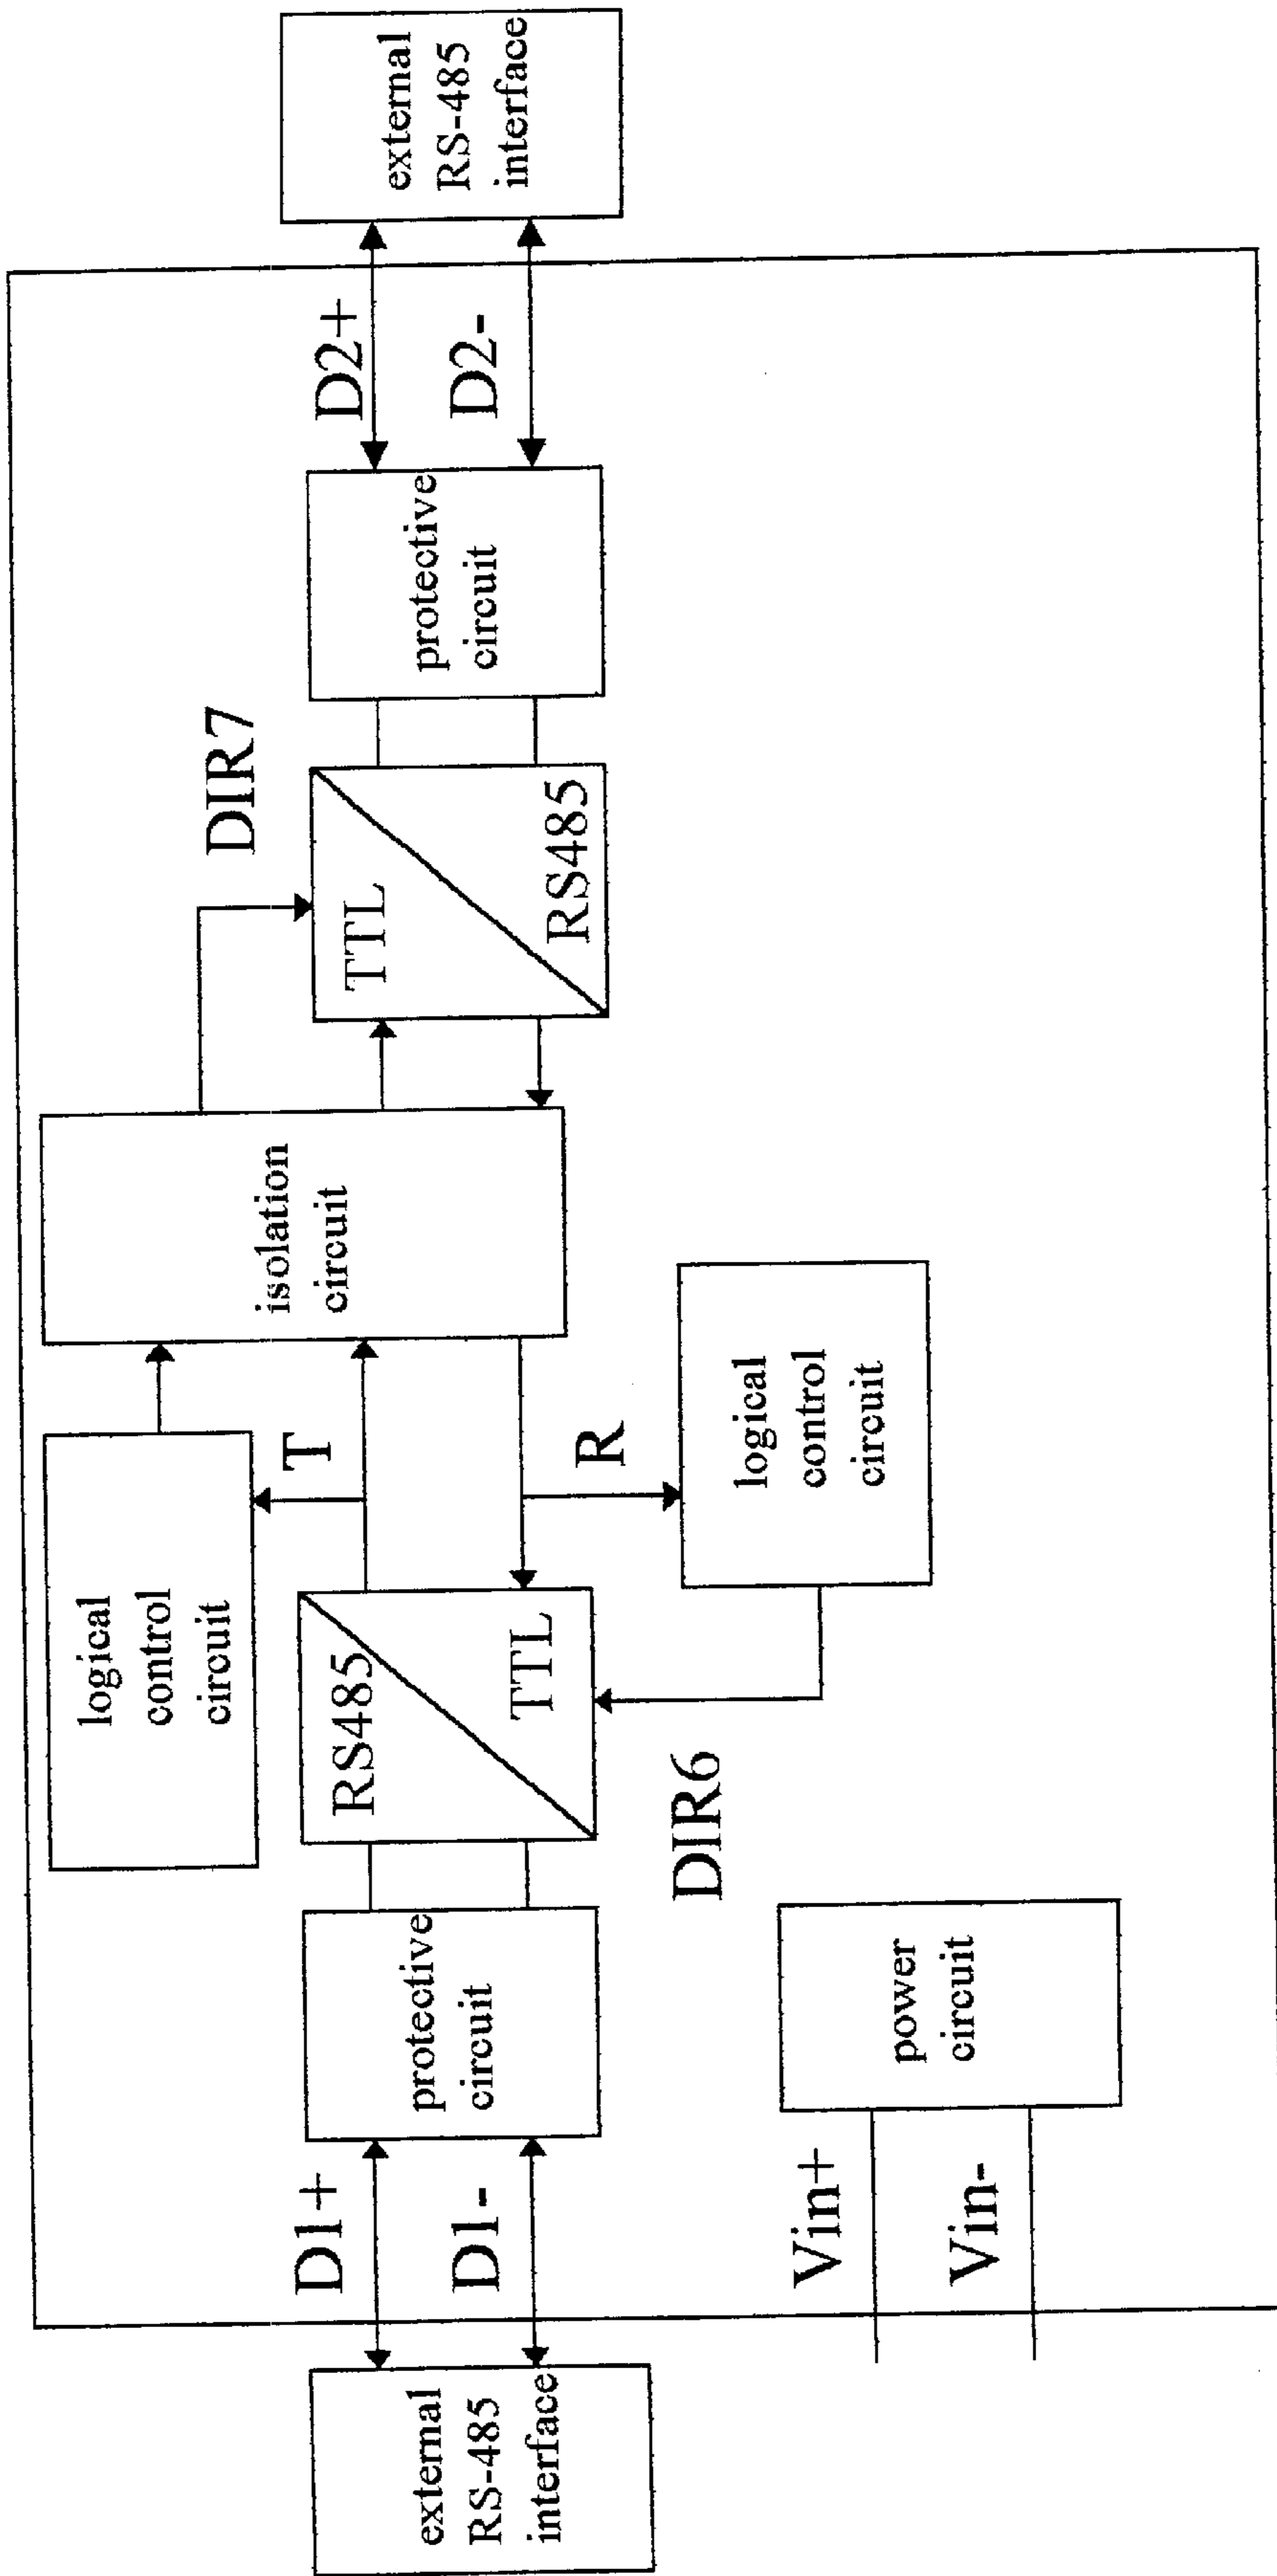 external
RS-485
interface
D1+
D1-
protective
circuit
RS485
TTL
DIR6
logical
control
circuit
T
R
logical
control
circuit
isolation
circuit
DIR7
TTL
RS485
protective
circuit
D2+
D2-
external
RS-485
interface
Vin+
Vin-
power
circuit